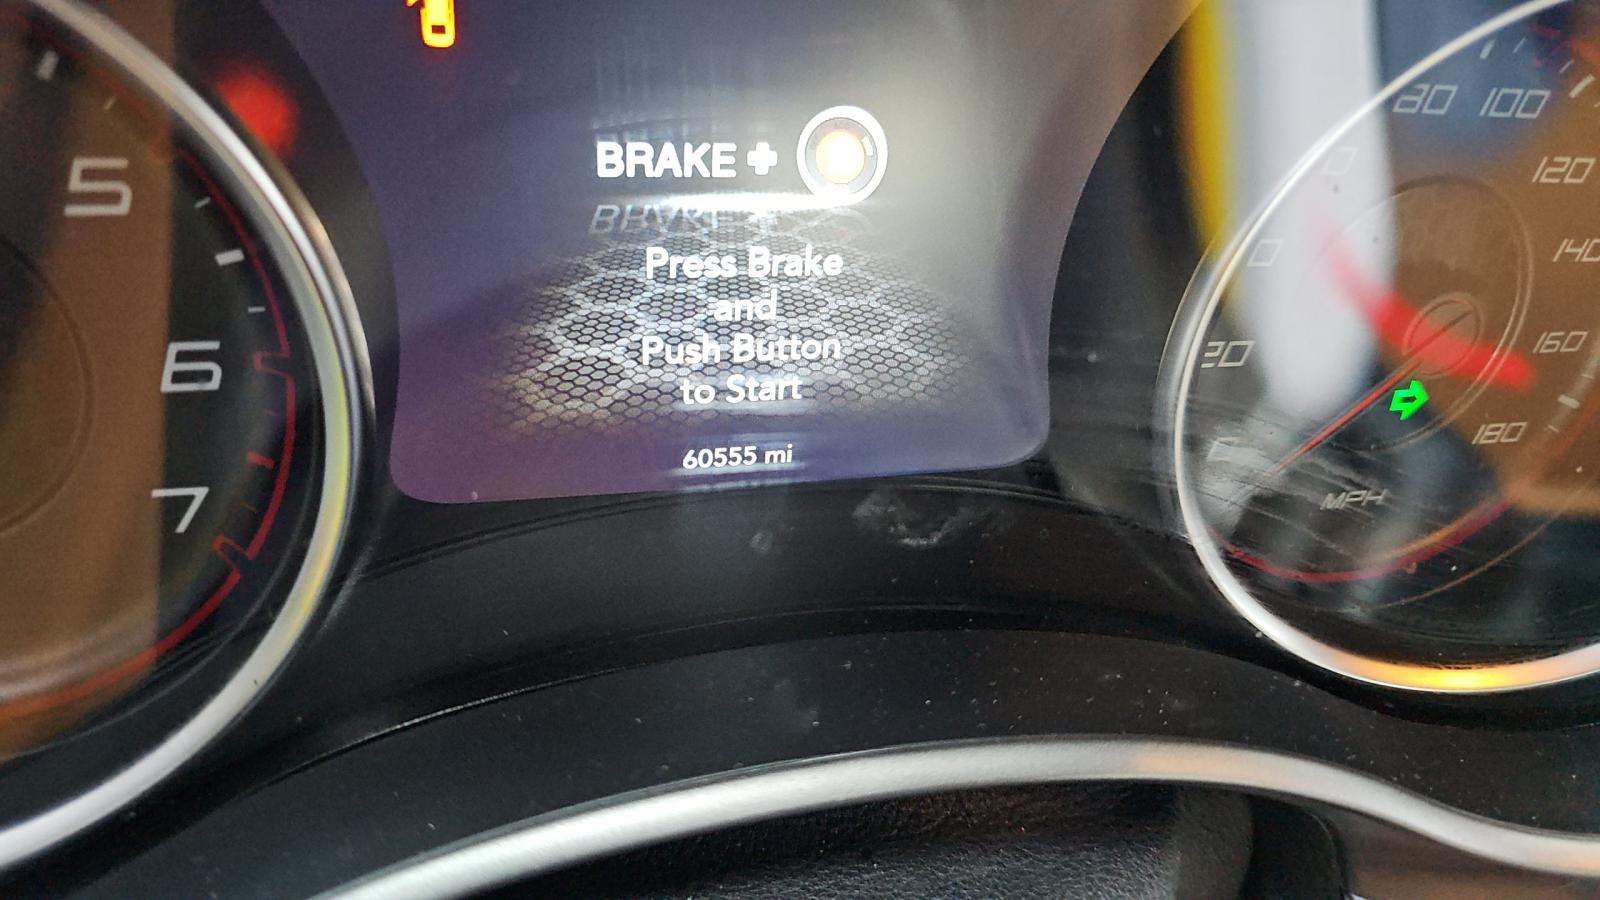 BRAKE +
Press Brake
and
Push Button
to Start
60555 mi
5
6
7
20
80
100
120
140
160
180
MPH